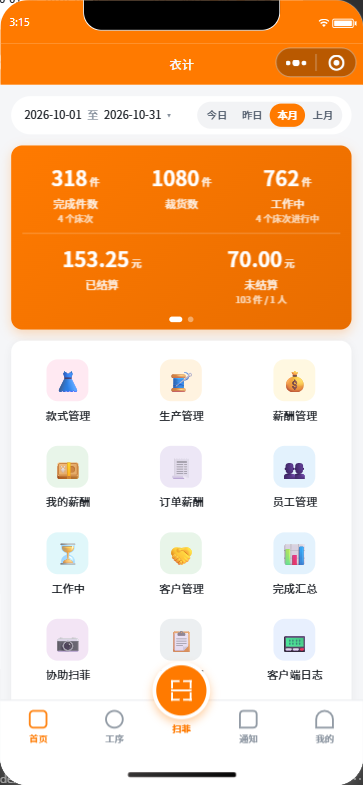 3:15
衣计
2026-10-01 至 2026-10-31
今日 昨日 本月 上月
318件 1080件 762件
完成件数 裁货数 工作中
4个床次 4个床次进行中
153.25元 70.00元
已结算 未结算
103件 / 1人
款式管理 生产管理 薪酬管理
我的薪酬 订单薪酬 员工管理
工作中 客户管理 完成汇总
协助扫菲 客户端日志
首页 工序 扫菲 通知 我的